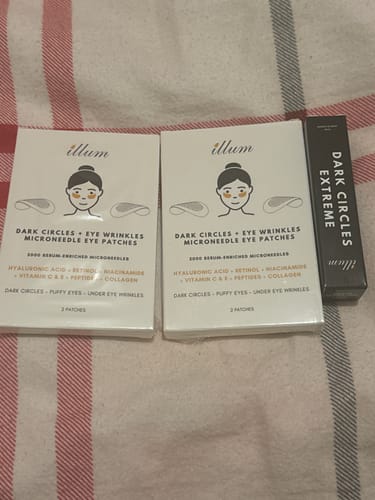 illum
DARK CIRCLES + EYE WRINKLES
MICRONEEDLE EYE PATCHES
2000 SERUM-ENRICHED MICRONEEDLES
HYALURONIC ACID + RETINOL + NIACINAMIDE
+ VITAMIN C & E + PEPTIDES + COLLAGEN
DARK CIRCLES - PUFFY EYES - UNDER EYE WRINKLES
2 PATCHES
illum
DARK CIRCLES + EYE WRINKLES
MICRONEEDLE EYE PATCHES
2000 SERUM-ENRICHED MICRONEEDLES
HYALURONIC ACID + RETINOL + NIACINAMIDE
+ VITAMIN C & E + PEPTIDES + COLLAGEN
DARK CIRCLES - PUFFY EYES - UNDER EYE WRINKLES
2 PATCHES
DARK CIRCLES
EXTREME
illum